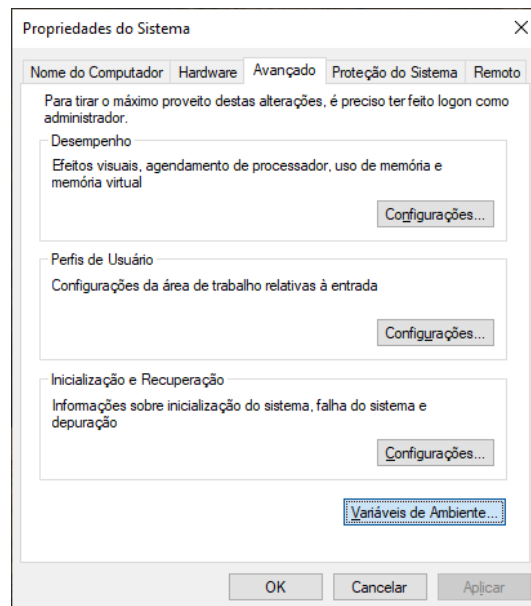 Propriedades do Sistema
Nome do Computador Hardware Avançado Proteção do Sistema Remoto
Para tirar o máximo proveito destas alterações, é preciso ter feito logon como
administrador.
Desempenho
Efeitos visuais, agendamento de processador, uso de memória e
memória virtual
Configurações...
Perfis de Usuário
Configurações da área de trabalho relativas à entrada
Configurações...
Inicialização e Recuperação
Informações sobre inicialização do sistema, falha do sistema e
depuração
Configurações...
Variáveis de Ambiente...
OK Cancelar Aplicar